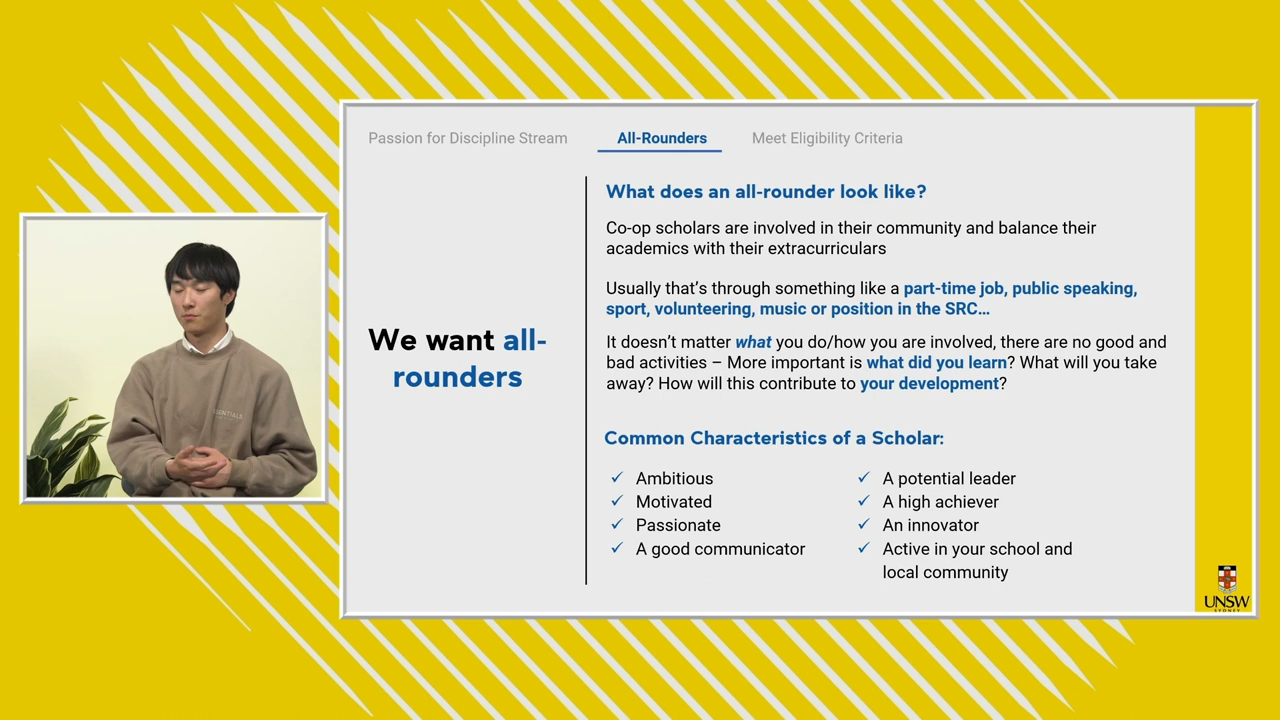 Passion for Discipline Stream
All-Rounders
Meet Eligibility Criteria
We want all-
rounders
What does an all-rounder look like?
Co-op scholars are involved in their community and balance their
academics with their extracurriculars
Usually that’s through something like a part-time job, public speaking,
sport, volunteering, music or position in the SRC…
It doesn’t matter what you do/how you are involved, there are no good and
bad activities – More important is what did you learn? What will you take
away? How will this contribute to your development?
Common Characteristics of a Scholar:
Ambitious
Motivated
Passionate
A good communicator
A potential leader
A high achiever
An innovator
Active in your school and
local community
UNSW
SYDNEY